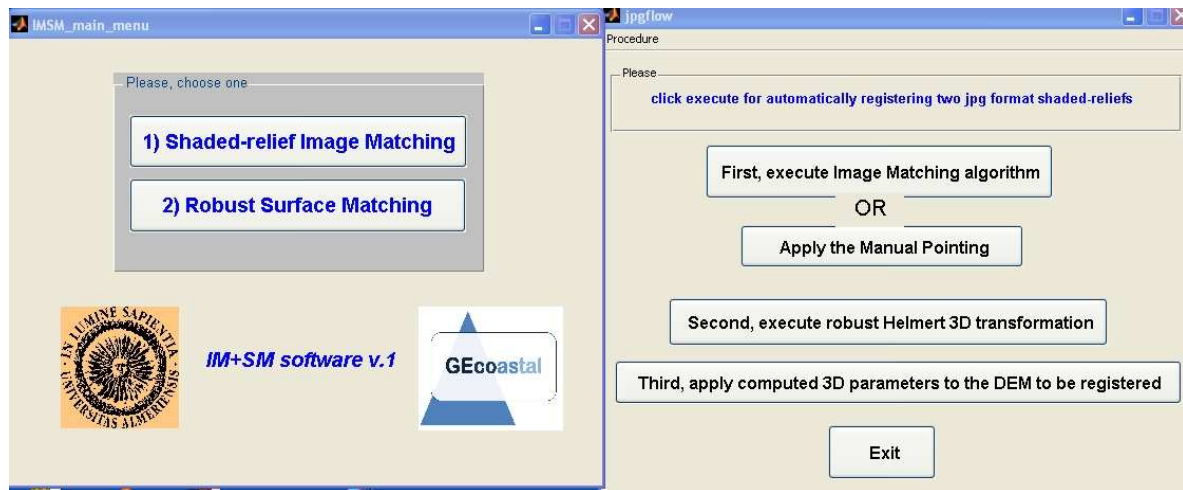 IMSM_main_menu
Please, choose one
1) Shaded-relief Image Matching
2) Robust Surface Matching
IN LUMINE SAPIENTIA
UNIVERSITAS ALMERIENSIS
IM+SM software v.1
GEcoastal
jpgflow
Procedure
Please
click execute for automatically registering two jpg format shaded-reliefs
First, execute Image Matching algorithm
OR
Apply the Manual Pointing
Second, execute robust Helmert 3D transformation
Third, apply computed 3D parameters to the DEM to be registered
Exit